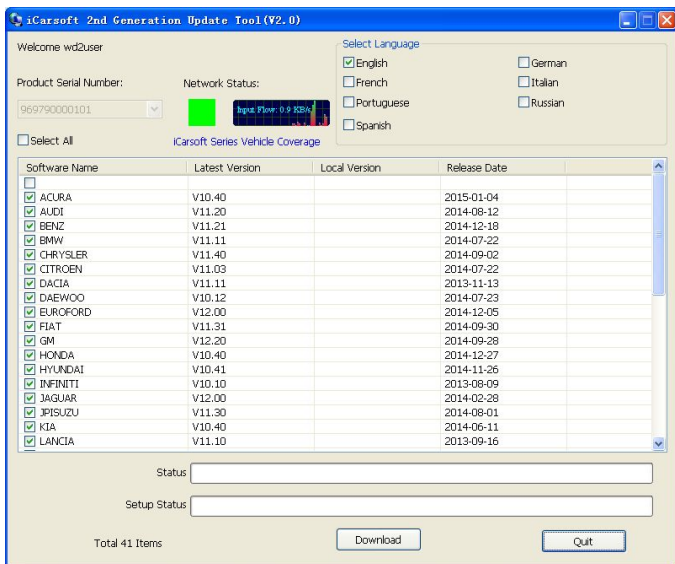 iCarsoft 2nd Generation Update Tool(V2.0)
Welcome wd2user
Select Language
English
German
French
Italian
Portuguese
Russian
Spanish
Product Serial Number:
Network Status:
969790000101
Input Flow: 0.9 KB/
Select All
iCarsoft Series Vehicle Coverage
Software Name Latest Version Local Version Release Date
ACURA V10.40 2015-01-04
AUDI V11.20 2014-08-12
BENZ V11.21 2014-12-18
BMW V11.11 2014-07-22
CHRYSLER V11.40 2014-09-02
CITROEN V11.03 2014-07-22
DACIA V11.11 2013-11-13
DAEWOO V10.12 2014-07-23
EUROFORD V12.00 2014-12-05
FIAT V11.31 2014-09-30
GM V12.20 2014-09-28
HONDA V10.40 2014-12-27
HYUNDAI V10.41 2014-11-26
INFINITI V10.10 2013-08-09
JAGUAR V12.00 2014-02-28
JPISUZU V11.30 2014-08-01
KIA V10.40 2014-06-11
LANCIA V11.10 2013-09-16
Status
Setup Status
Total 41 Items
Download
Quit